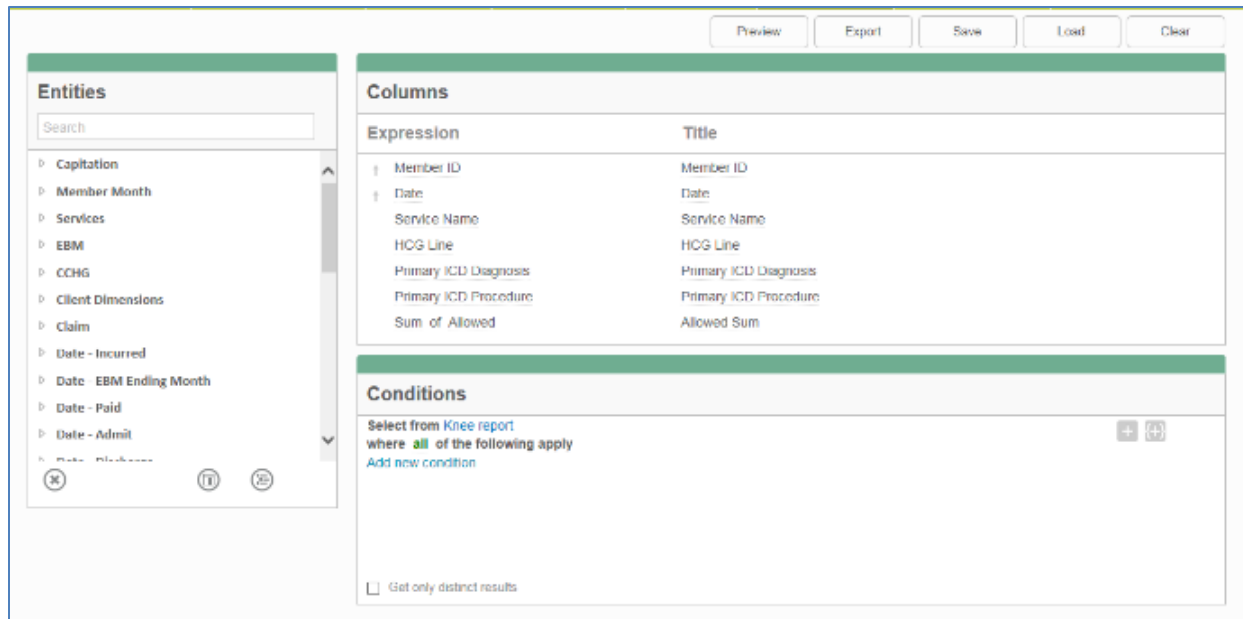 Preview Export Save Load Clear
Entities
Search
Capitation
Member Month
Services
EBM
CCHG
Client Dimensions
Claim
Date - Incurred
Date EBM Ending Month
Date - Paid
Date - Admit
Date - Discharge
Columns
Expression Title
Member ID Member ID
Date Date
Service Name Service Name
HCG Line HCG Line
Primary ICD Diagnosis Primary ICD Diagnosis
Primary ICD Procedure Primary ICD Procedure
Sum of Allowed Allowed Sum
Conditions
Select from Knee report
where all of the following apply
Add new condition
Get only distinct results